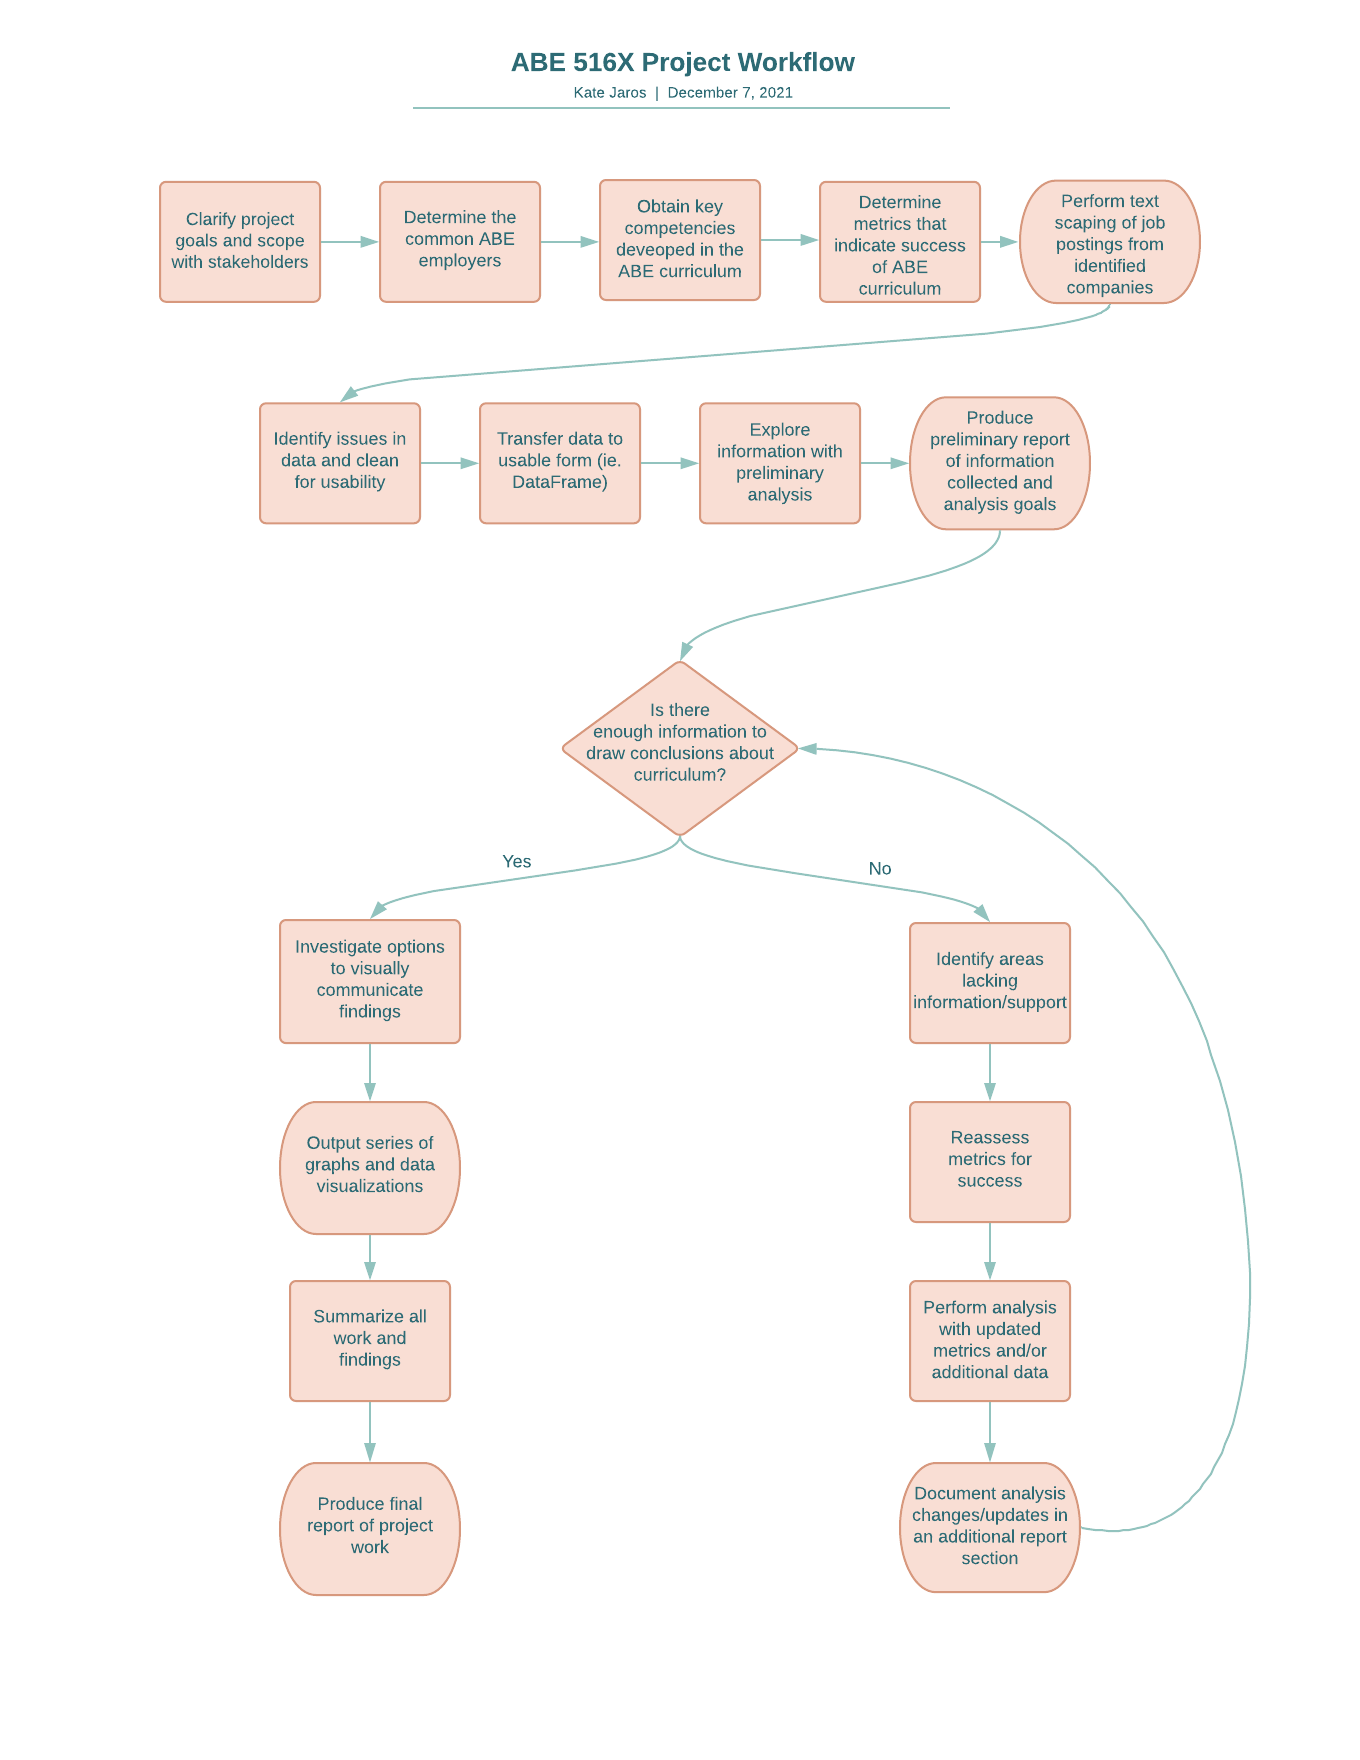 ABE 516X Project Workflow
Kate Jaros | December 7, 2021
Clarify project
goals and scope
with stakeholders
Determine the
common ABE
employers
Obtain key
competencies
deveoped in the
ABE curriculum
Determine
metrics that
indicate success
of ABE
curriculum
Perform text
scaping of job
postings from
identified
companies
Identify issues in
data and clean
for usability
Transfer data to
usable form (ie.
DataFrame)
Explore
information with
preliminary
analysis
Produce
preliminary report
of information
collected and
analysis goals
Is there
enough information to
draw conclusions about
curriculum?
Yes
No
Investigate options
to visually
communicate
findings
Output series of
graphs and data
visualizations
Summarize all
work and
findings
Produce final
report of project
work
Identify areas
lacking
information/support
Reassess
metrics for
success
Perform analysis
with updated
metrics and/or
additional data
Document analysis
changes/updates in
an additional report
section